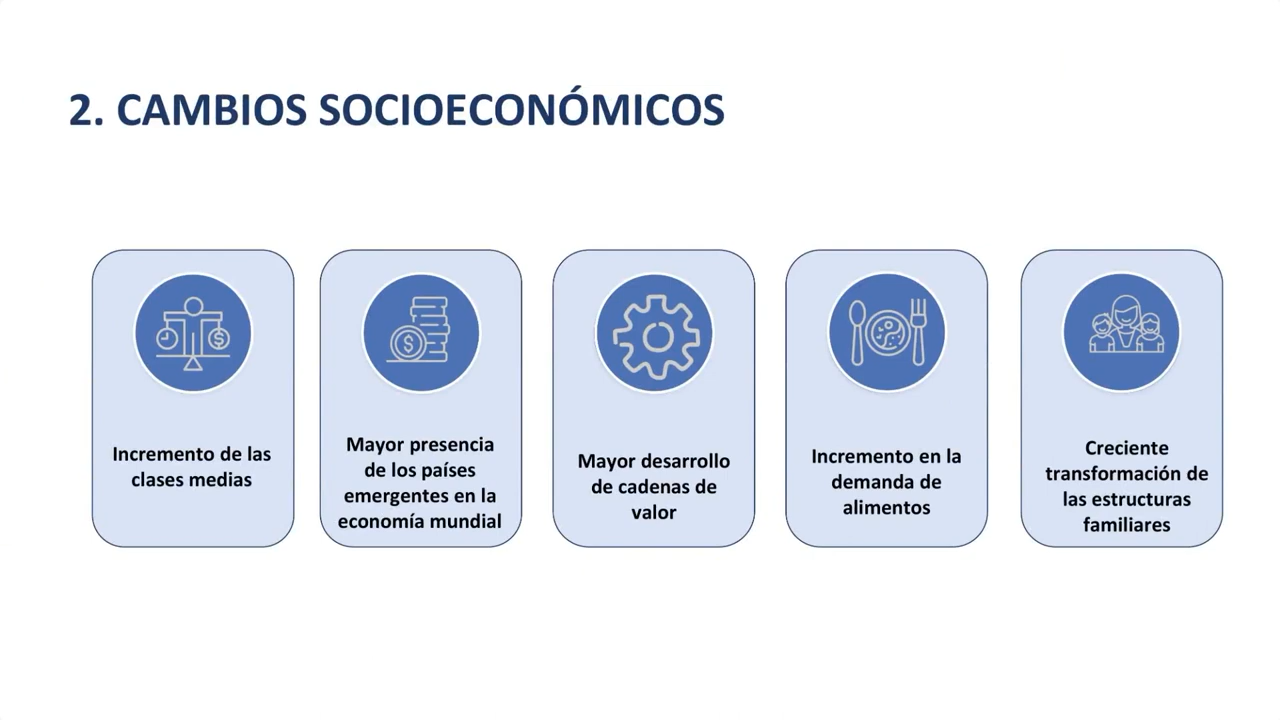 2. CAMBIOS SOCIOECONÓMICOS
Incremento de las
clases medias
Mayor presencia
de los países
emergentes en la
economía mundial
Mayor desarrollo
de cadenas de
valor
Incremento en la
demanda de
alimentos
Creciente
transformación de
las estructuras
familiares